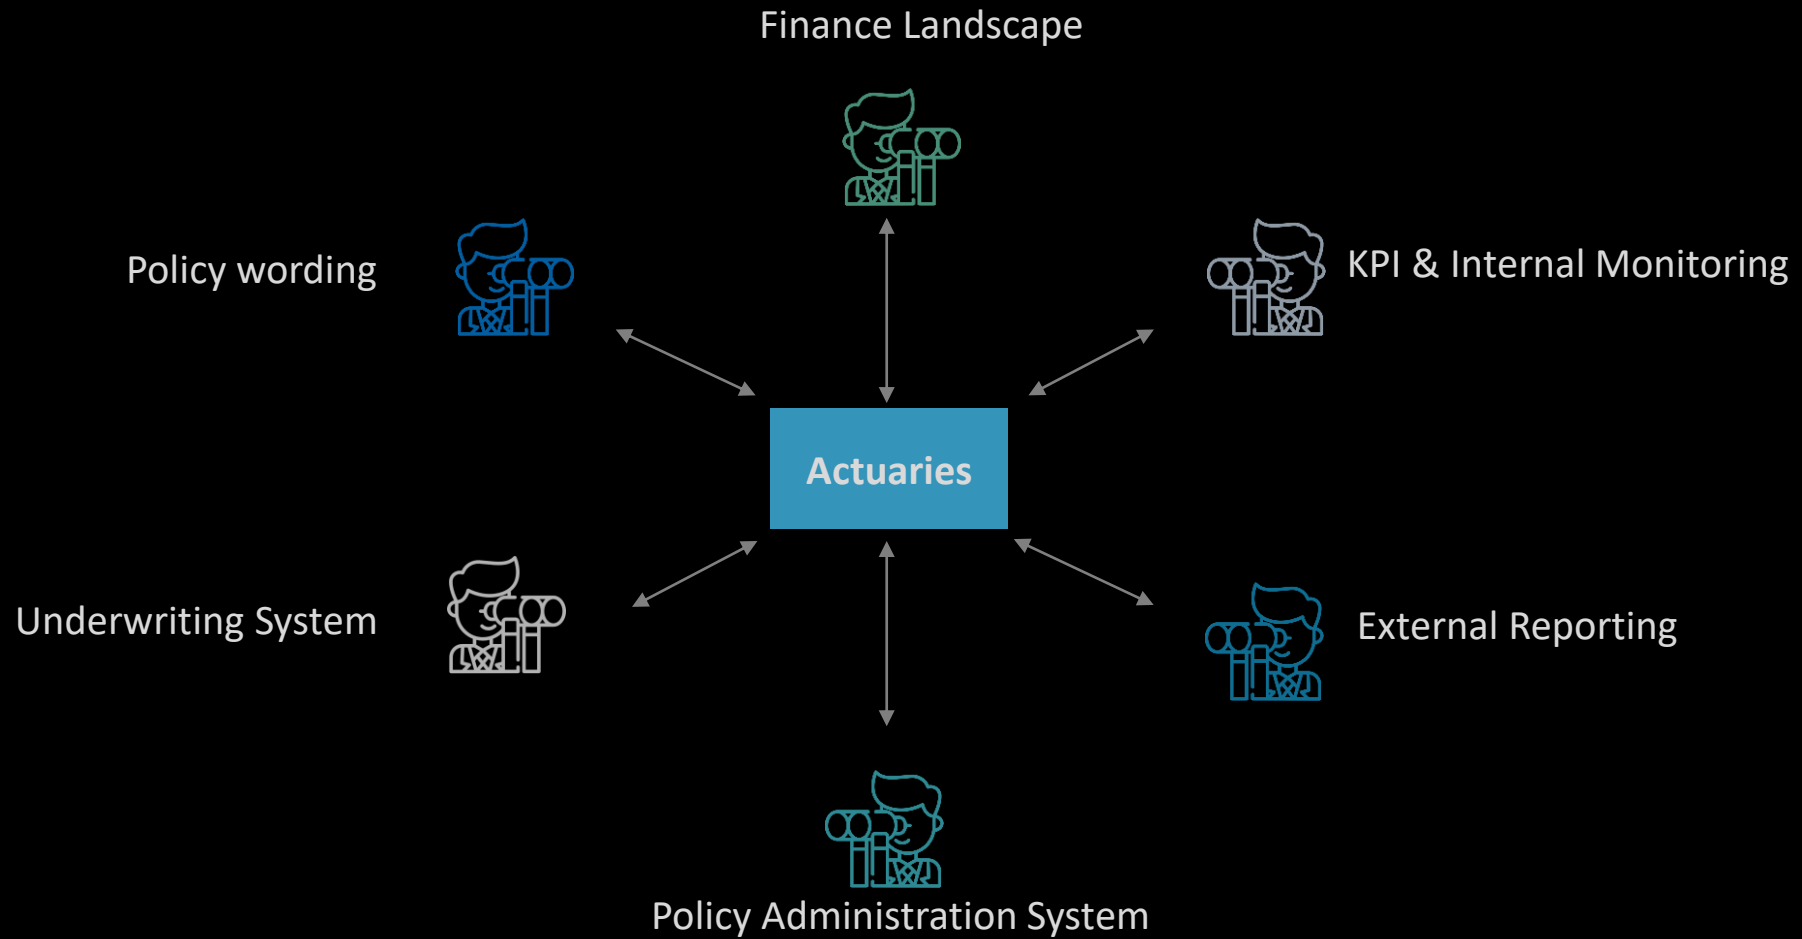 Finance Landscape
Policy wording
KPI & Internal Monitoring
Actuaries
Underwriting System
External Reporting
Policy Administration System